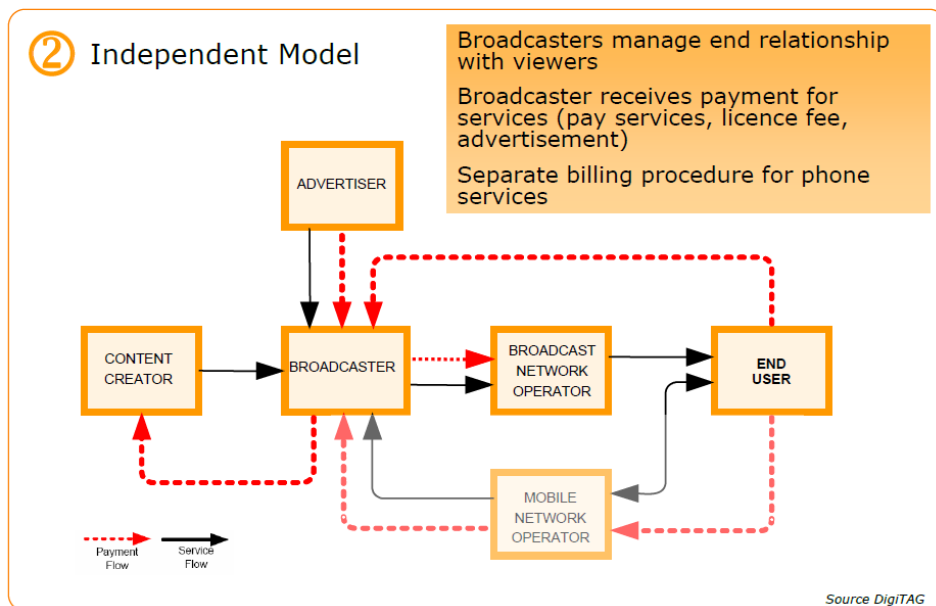 ② Independent Model
Broadcasters manage end relationship
with viewers
Broadcaster receives payment for
services (pay services, licence fee,
advertisement)
Separate billing procedure for phone
services
ADVERTISER
CONTENT
CREATOR
BROADCASTER
BROADCAST
NETWORK
OPERATOR
END
USER
MOBILE
NETWORK
OPERATOR
Payment
Flow
Service
Flow
Source DigiTAG